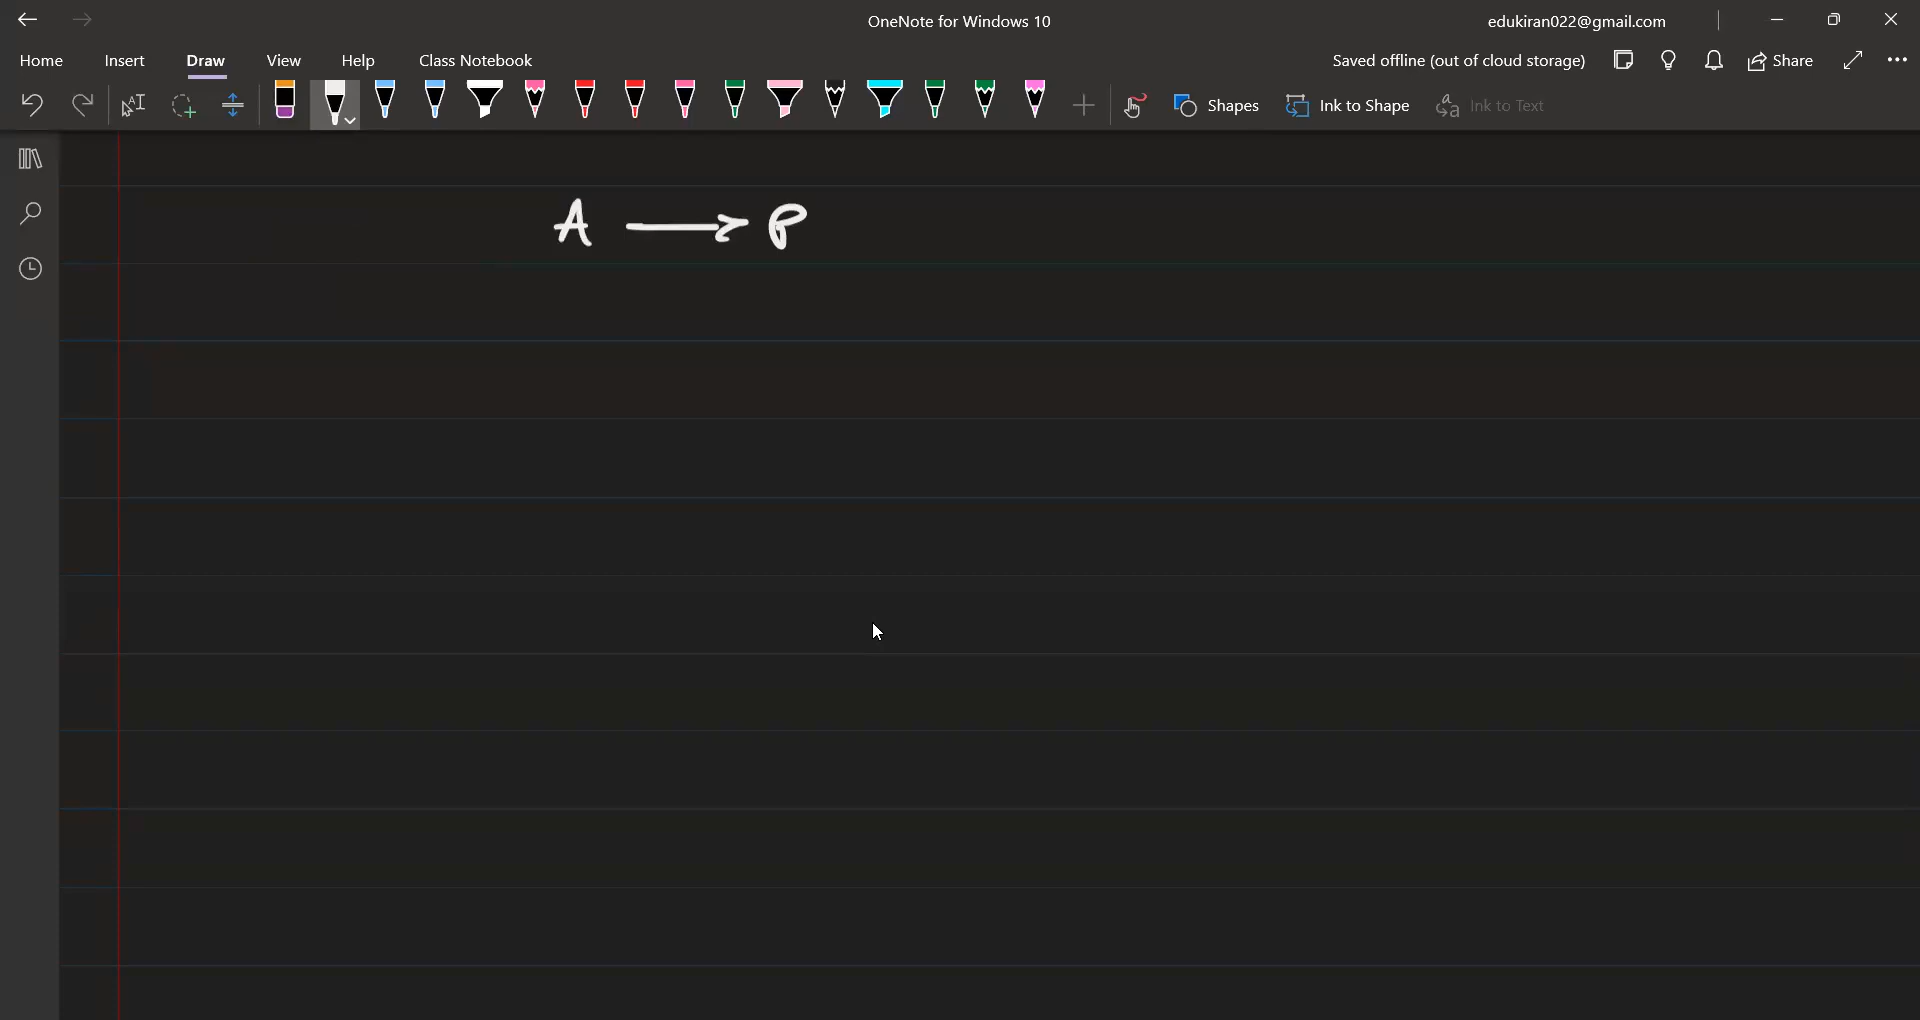 OneNote for Windows 10
edukiran022@gmail.com
Home Insert Draw View Help Class Notebook
Saved offline (out of cloud storage)
Share
Shapes
Ink to Shape
Ink to Text
A → P